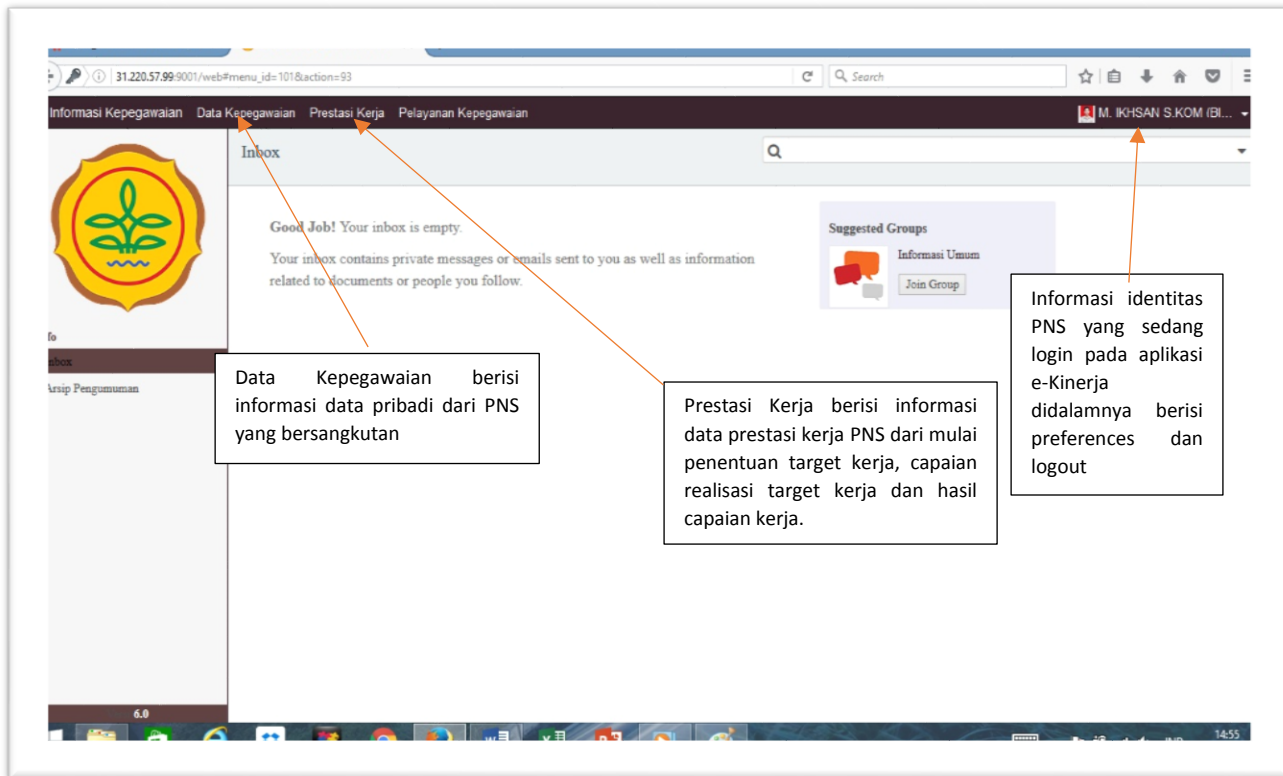 31.220.57.99:9001/web#menu_id=101&action=93
Search
Informasi Kepegawaian Data Kepegawaian Prestasi Kerja Pelayanan Kepegawaian
M. IKHSAN S.KOM (BI...
Inbox
Good Job! Your inbox is empty.
Your inbox contains private messages or emails sent to you as well as information
related to documents or people you follow.
Suggested Groups
Informasi Umum
Join Group
Arsip Pengumuman
Data Kepegawaian berisi
informasi data pribadi dari PNS
yang bersangkutan
Prestasi Kerja berisi informasi
data prestasi kerja PNS dari mulai
penentuan target kerja, capaian
realisasi target kerja dan hasil
capaian kerja.
Informasi identitas
PNS yang sedang
login pada aplikasi
e-Kinerja
didalamnya berisi
preferences dan
logout
6.0
14:55